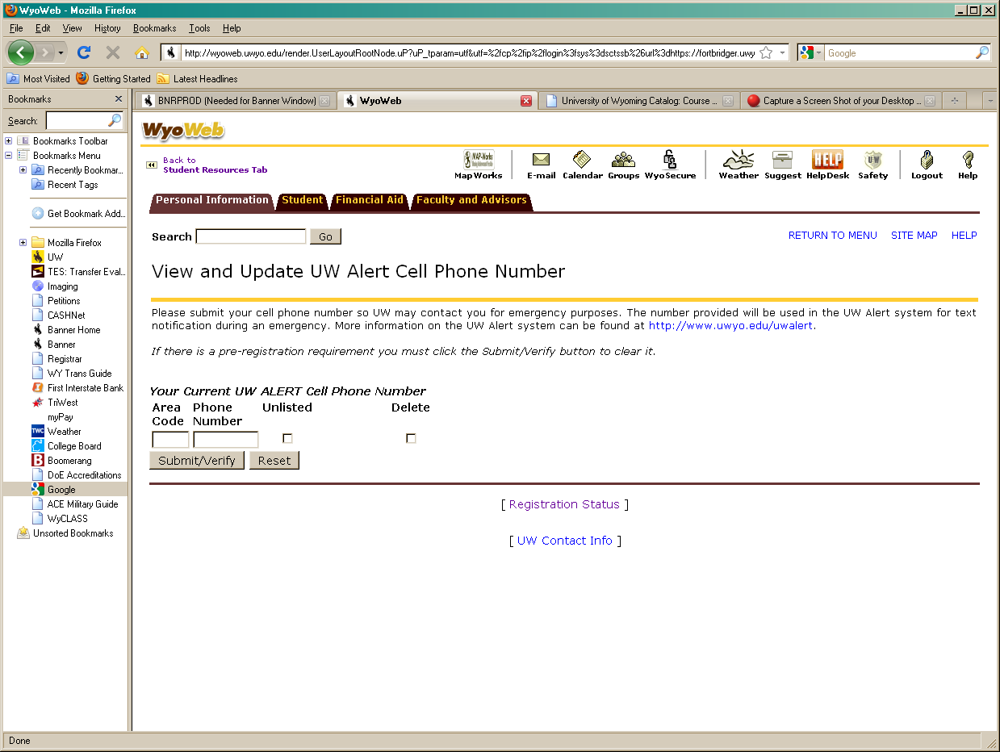 WyoWeb - Mozilla Firefox
File Edit View History Bookmarks Tools Help
http://wyoweb.uwyo.edu/render.UserLayoutRootNode.uP?uP_tparam=utf&utf=%2fcp%2fip%2flogin%3fsys%3dsctssb%26url%3dhttps://fortbridger.uwy
Google
Most Visited Getting Started Latest Headlines
Bookmarks
Search:
Bookmarks Toolbar
Bookmarks Menu
Recently Bookmar...
Recent Tags
Get Bookmark Add...
Mozilla Firefox
UW
TES: Transfer Eval...
Imaging
Petitions
CASHNet
Banner Home
Banner
Registrar
WY Trans Guide
First Interstate Bank
TriWest
myPay
TWC Weather
College Board
B Boomerang
DoE Accreditations
Google
ACE Military Guide
WyCLASS
Unsorted Bookmarks
BNRPROD (Needed for Banner Window) WyoWeb University of Wyoming Catalog: Course ... Capture a Screen Shot of your Desktop ...
WyoWeb
Back to
Student Resources Tab
MAP-Works
HELP
UW
MapWorks E-mail Calendar Groups WyoSecure Weather Suggest HelpDesk Safety Logout Help
Personal Information Student Financial Aid Faculty and Advisors
Search Go RETURN TO MENU SITE MAP HELP
View and Update UW Alert Cell Phone Number
Please submit your cell phone number so UW may contact you for emergency purposes. The number provided will be used in the UW Alert system for text
notification during an emergency. More information on the UW Alert system can be found at http://www.uwyo.edu/uwalert.
If there is a pre-registration requirement you must click the Submit/Verify button to clear it.
Your Current UW ALERT Cell Phone Number
Area Phone Unlisted Delete
Code Number
Submit/Verify Reset
[ Registration Status ]
[ UW Contact Info ]
Done